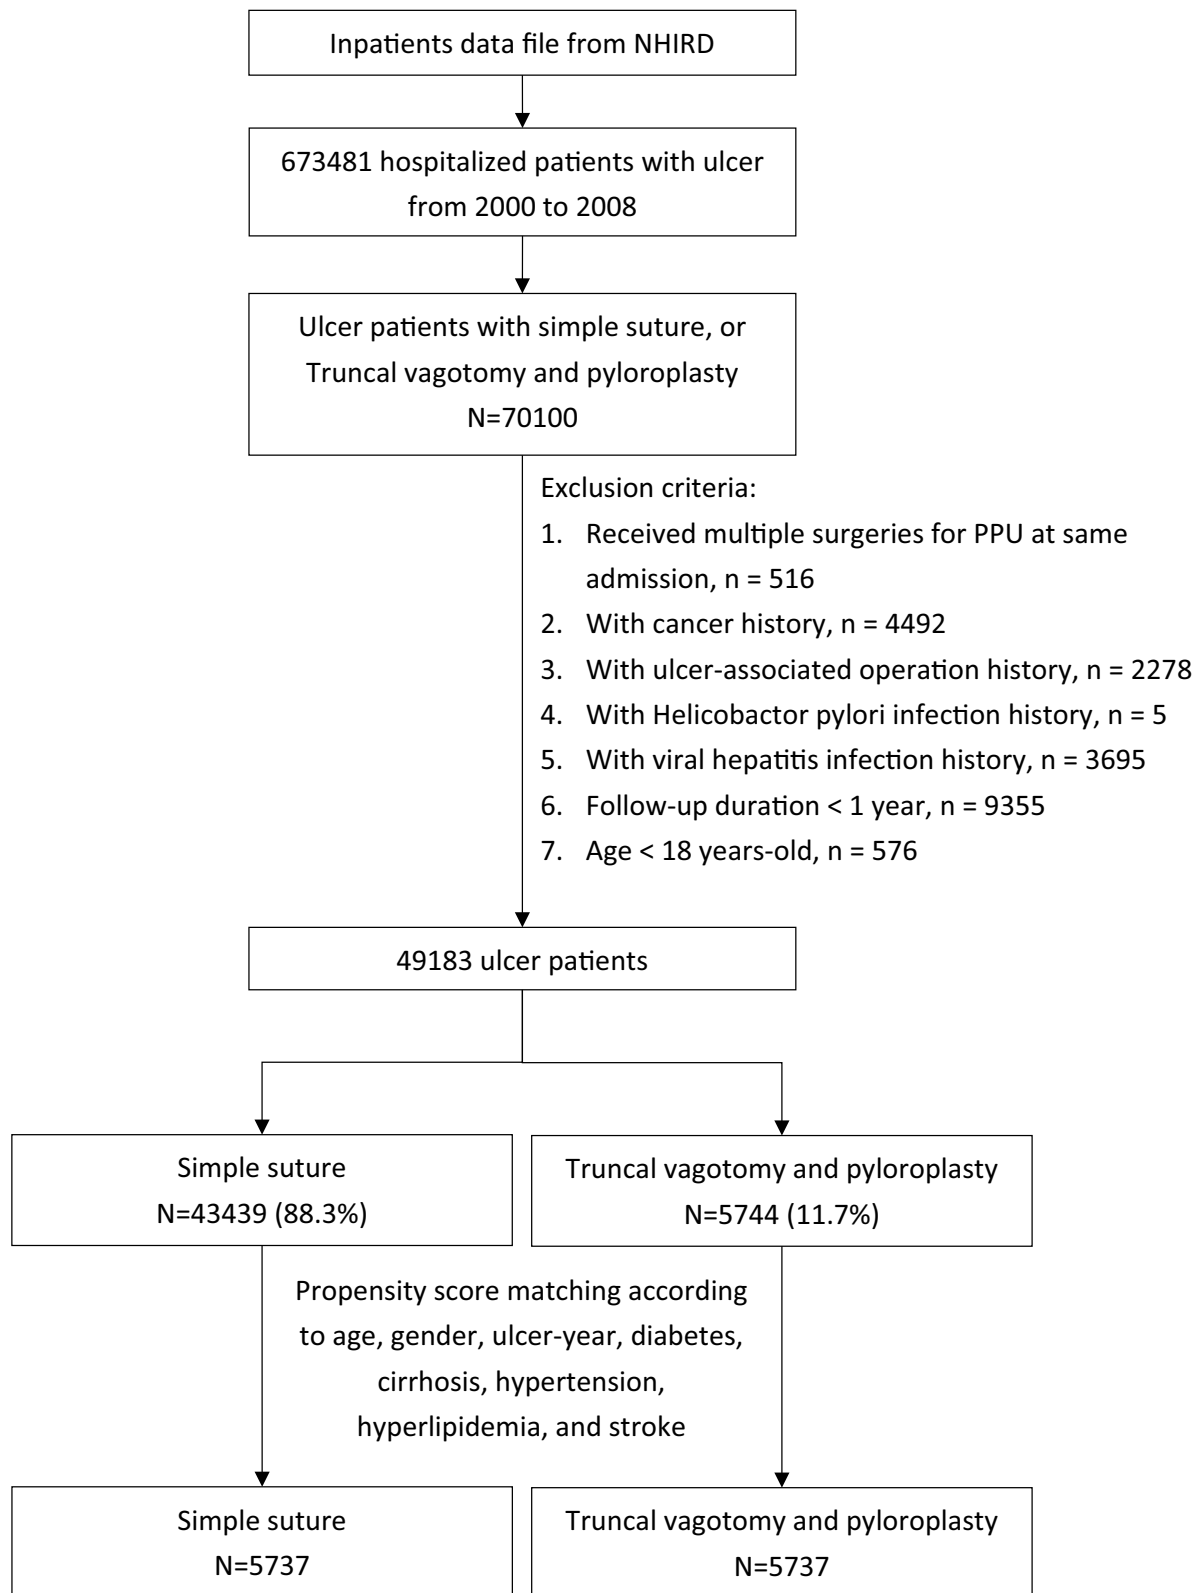 Inpatients data file from NHIRD
673481 hospitalized patients with ulcer
from 2000 to 2008
Ulcer patients with simple suture, or
Truncal vagotomy and pyloroplasty
N=70100
Exclusion criteria:
1. Received multiple surgeries for PPU at same
admission, n = 516
2. With cancer history, n = 4492
3. With ulcer-associated operation history, n = 2278
4. With Helicobactor pylori infection history, n = 5
5. With viral hepatitis infection history, n = 3695
6. Follow-up duration < 1 year, n = 9355
7. Age < 18 years-old, n = 576
49183 ulcer patients
Simple suture
N=43439 (88.3%)
Truncal vagotomy and pyloroplasty
N=5744 (11.7%)
Propensity score matching according
to age, gender, ulcer-year, diabetes,
cirrhosis, hypertension,
hyperlipidemia, and stroke
Simple suture
N=5737
Truncal vagotomy and pyloroplasty
N=5737